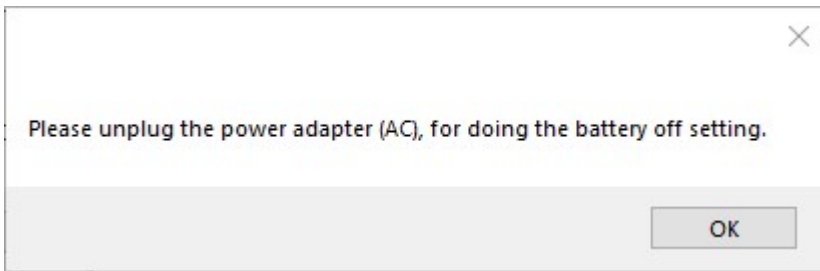 Please unplug the power adapter (AC), for doing the battery off setting.
OK